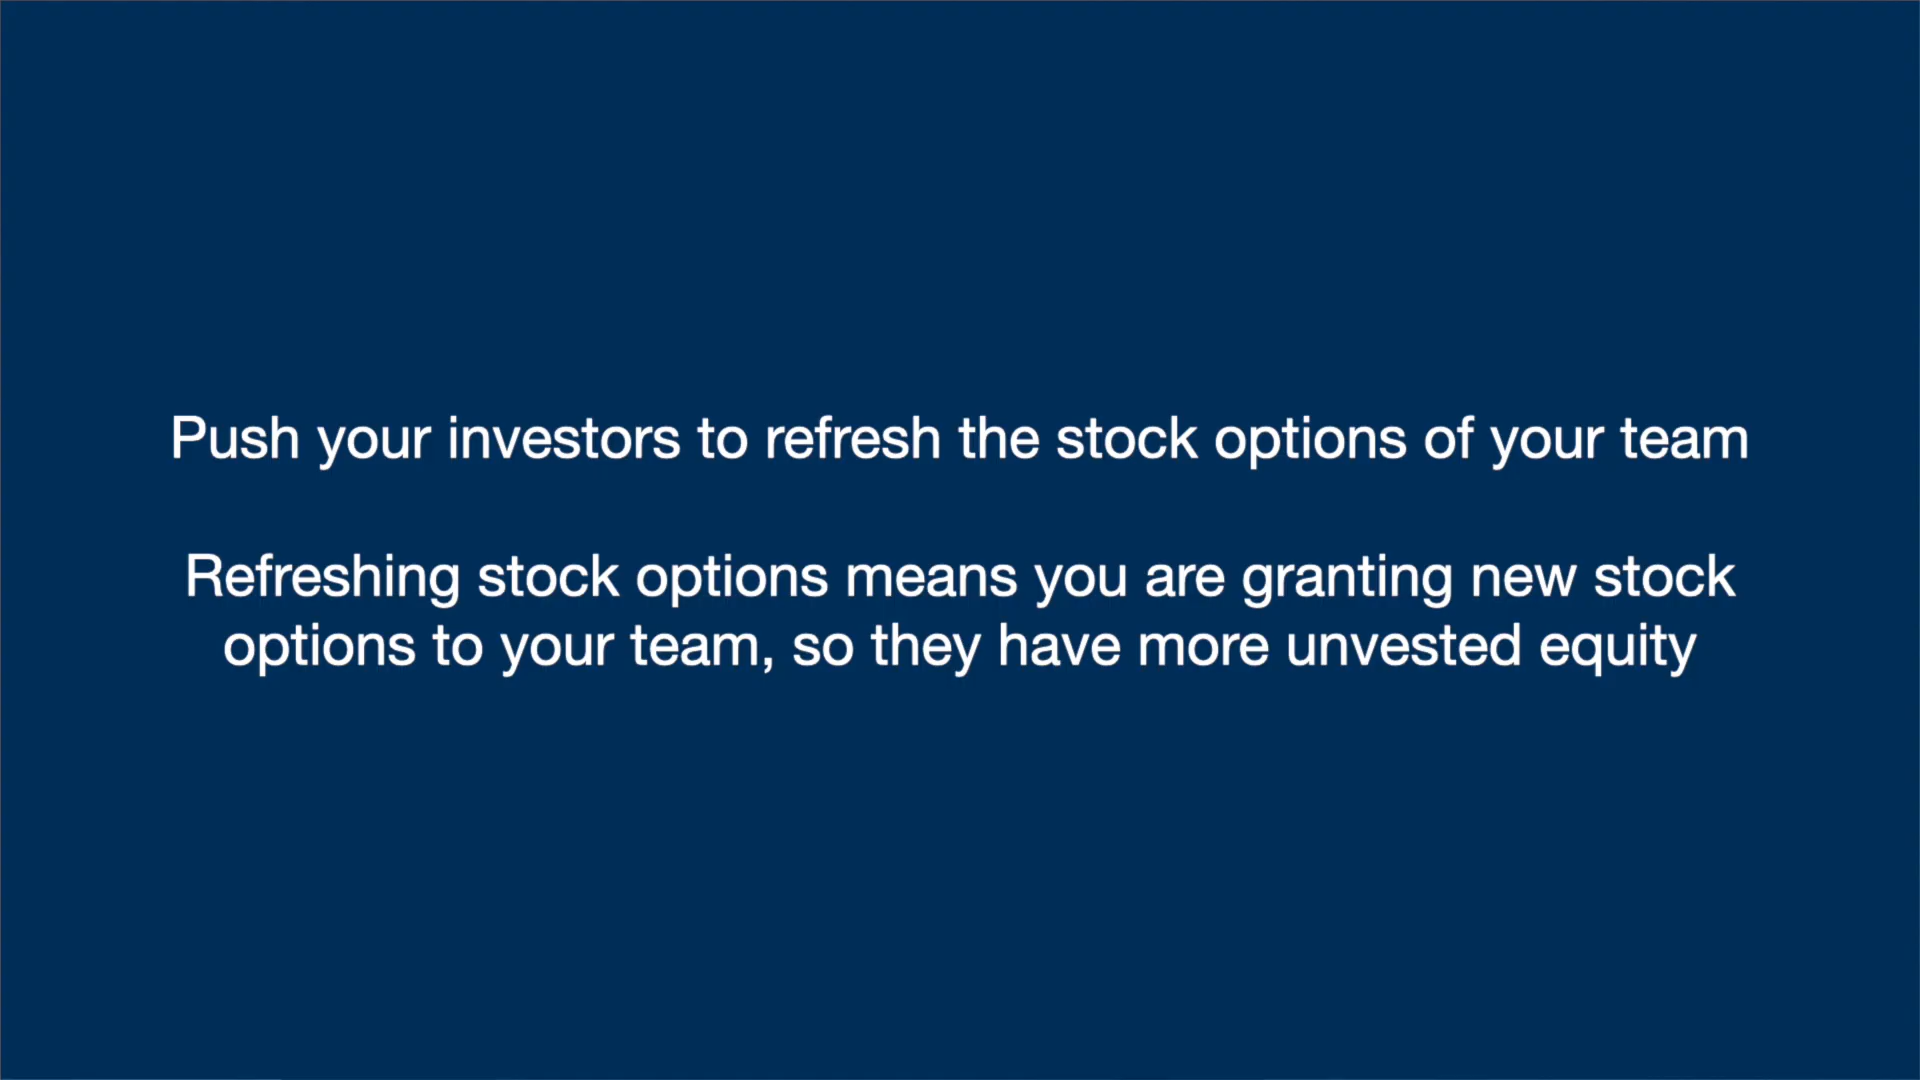 Push your investors to refresh the stock options of your team
Refreshing stock options means you are granting new stock
options to your team, so they have more unvested equity